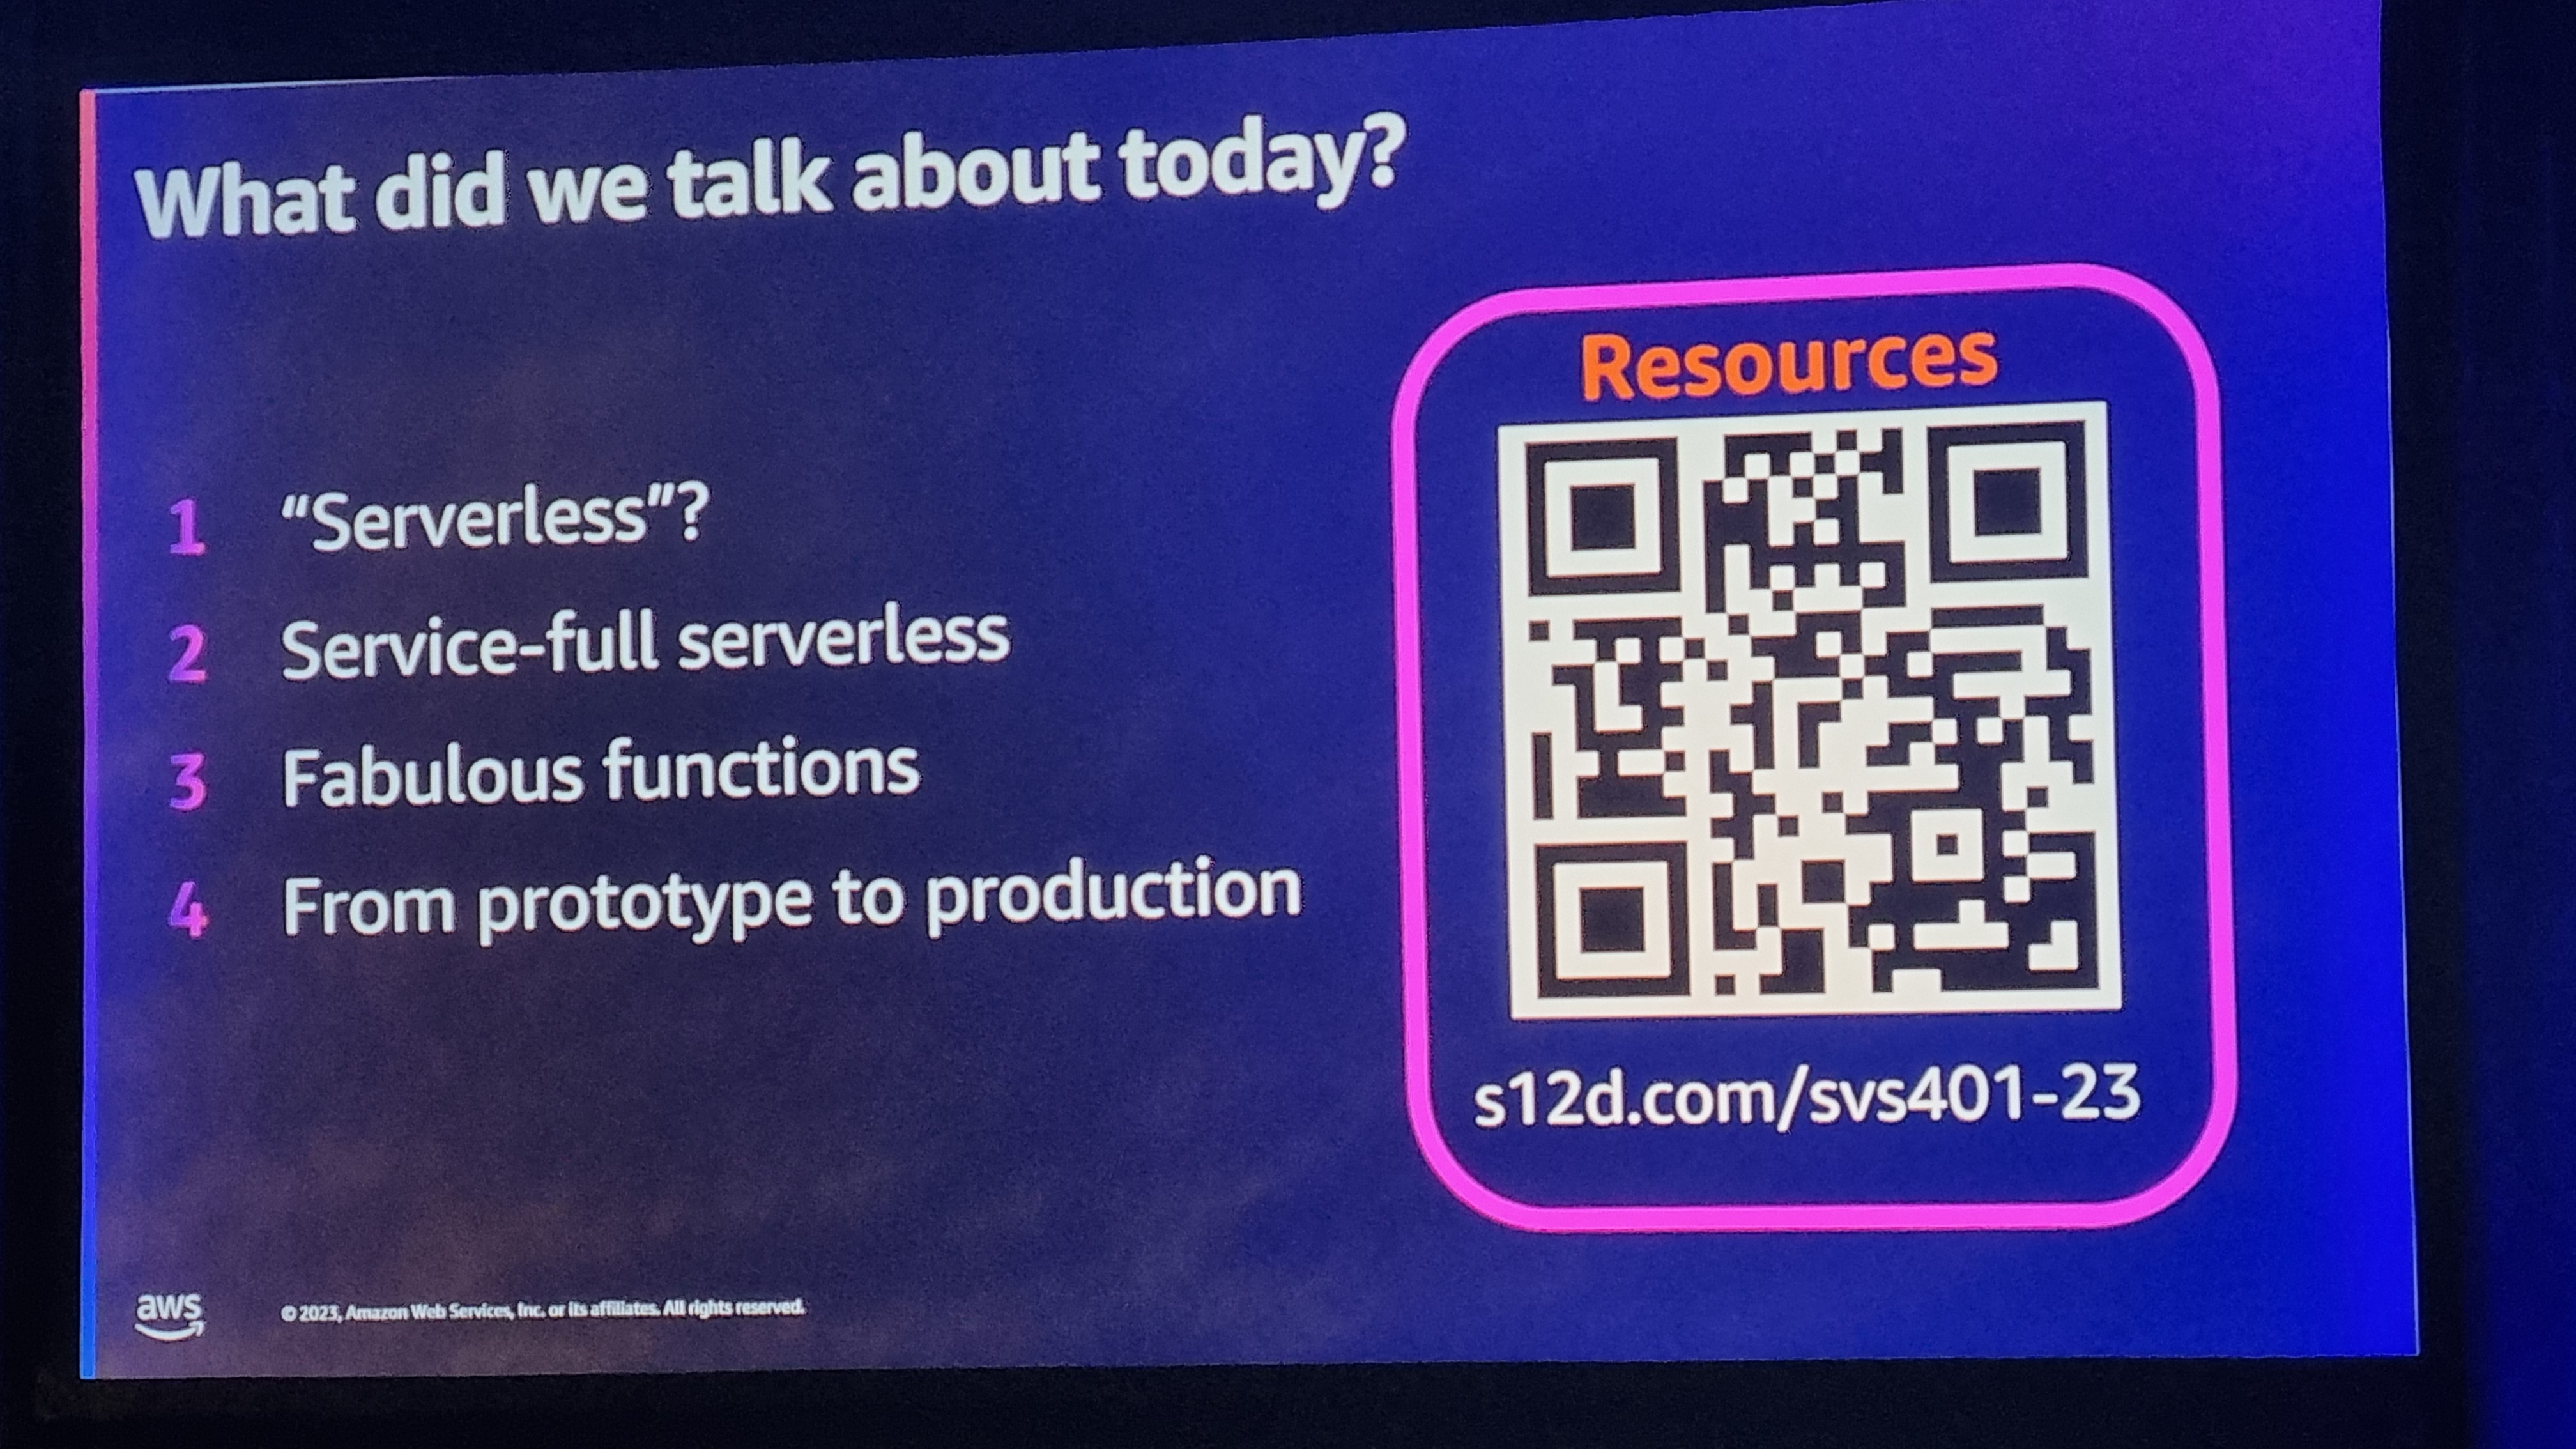 What did we talk about today?
1 “Serverless”?
2 Service-full serverless
3 Fabulous functions
4 From prototype to production
Resources
s12d.com/svs401-23
aws
© 2023, Amazon Web Services, Inc. or its affiliates. All rights reserved.